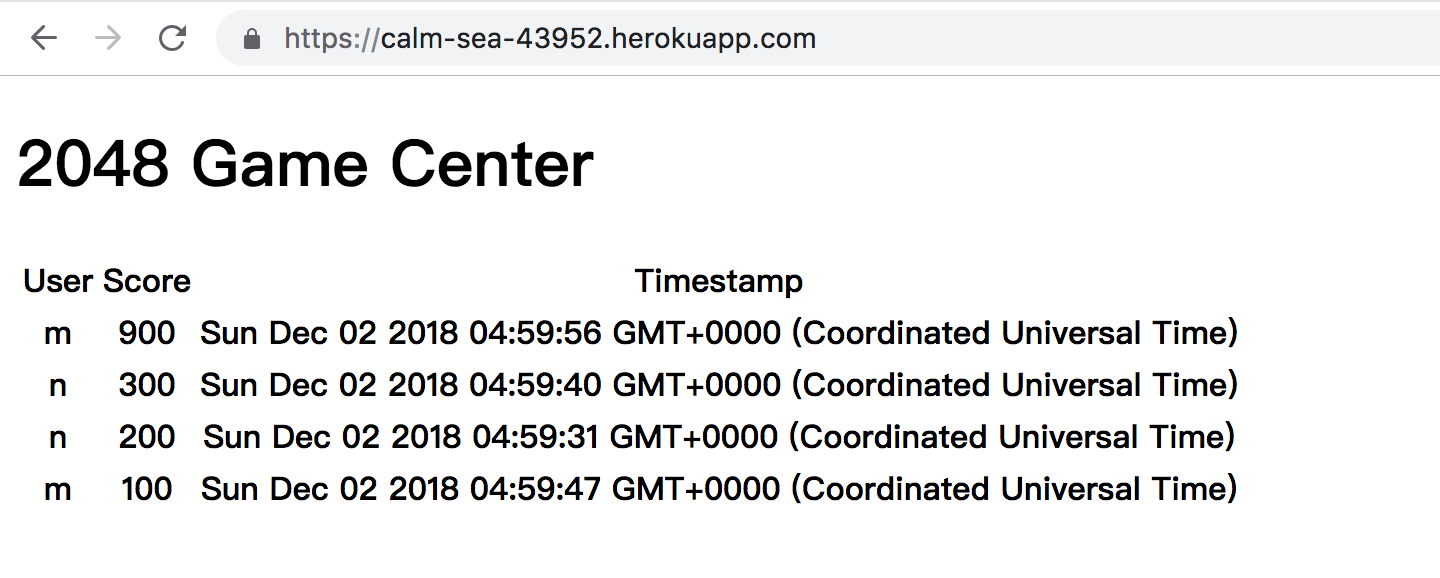 https://calm-sea-43952.herokuapp.com
2048 Game Center
User Score Timestamp
m 900 Sun Dec 02 2018 04:59:56 GMT+0000 (Coordinated Universal Time)
n 300 Sun Dec 02 2018 04:59:40 GMT+0000 (Coordinated Universal Time)
n 200 Sun Dec 02 2018 04:59:31 GMT+0000 (Coordinated Universal Time)
m 100 Sun Dec 02 2018 04:59:47 GMT+0000 (Coordinated Universal Time)